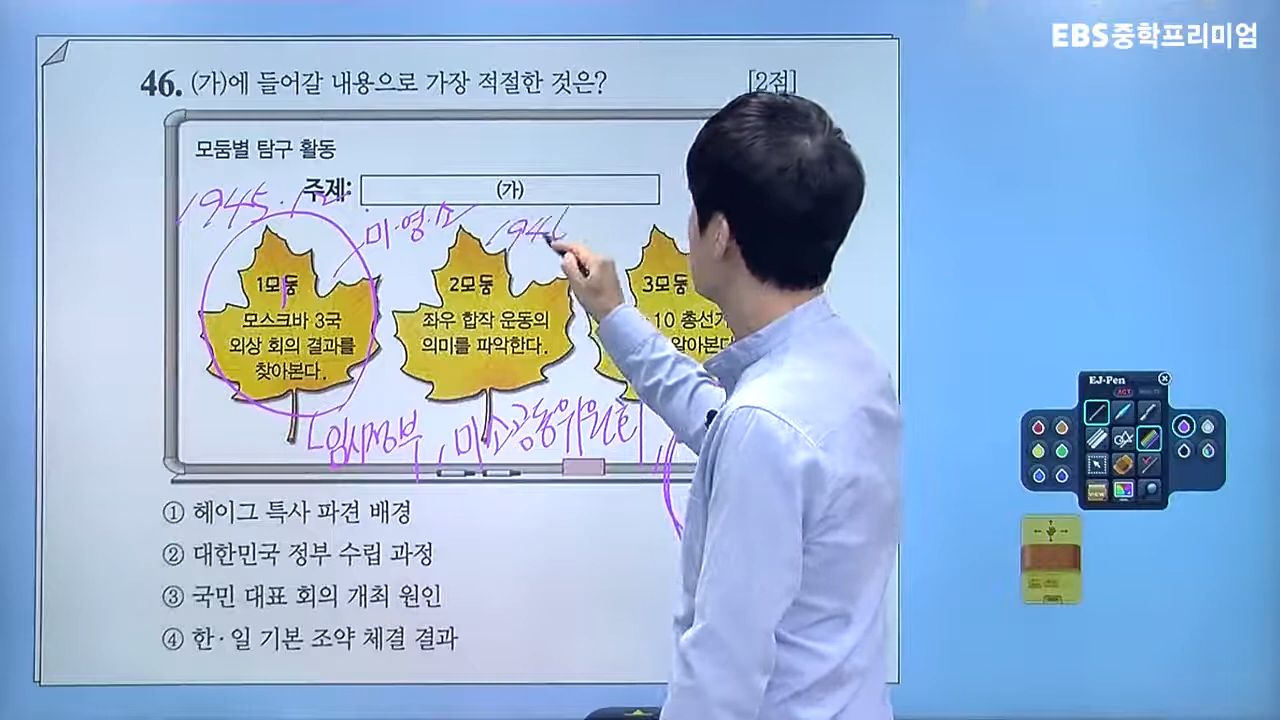 EBS중학프리미엄
46. (가)에 들어갈 내용으로 가장 적절한 것은? [2점]
모둠별 탐구 활동
주제: (가)
1945.
미·영·소
194
1모둠
모스크바 3국
외상 회의 결과를
찾아본다.
2모둠
좌우 합작 운동의
의미를 파악한다.
3모둠
10 총선거
알아본다
임시정부, 미소공동위원회
① 헤이그 특사 파견 배경
② 대한민국 정부 수립 과정
③ 국민 대표 회의 개최 원인
④ 한·일 기본 조약 체결 결과
EJ-Pen
ACT
VIEW